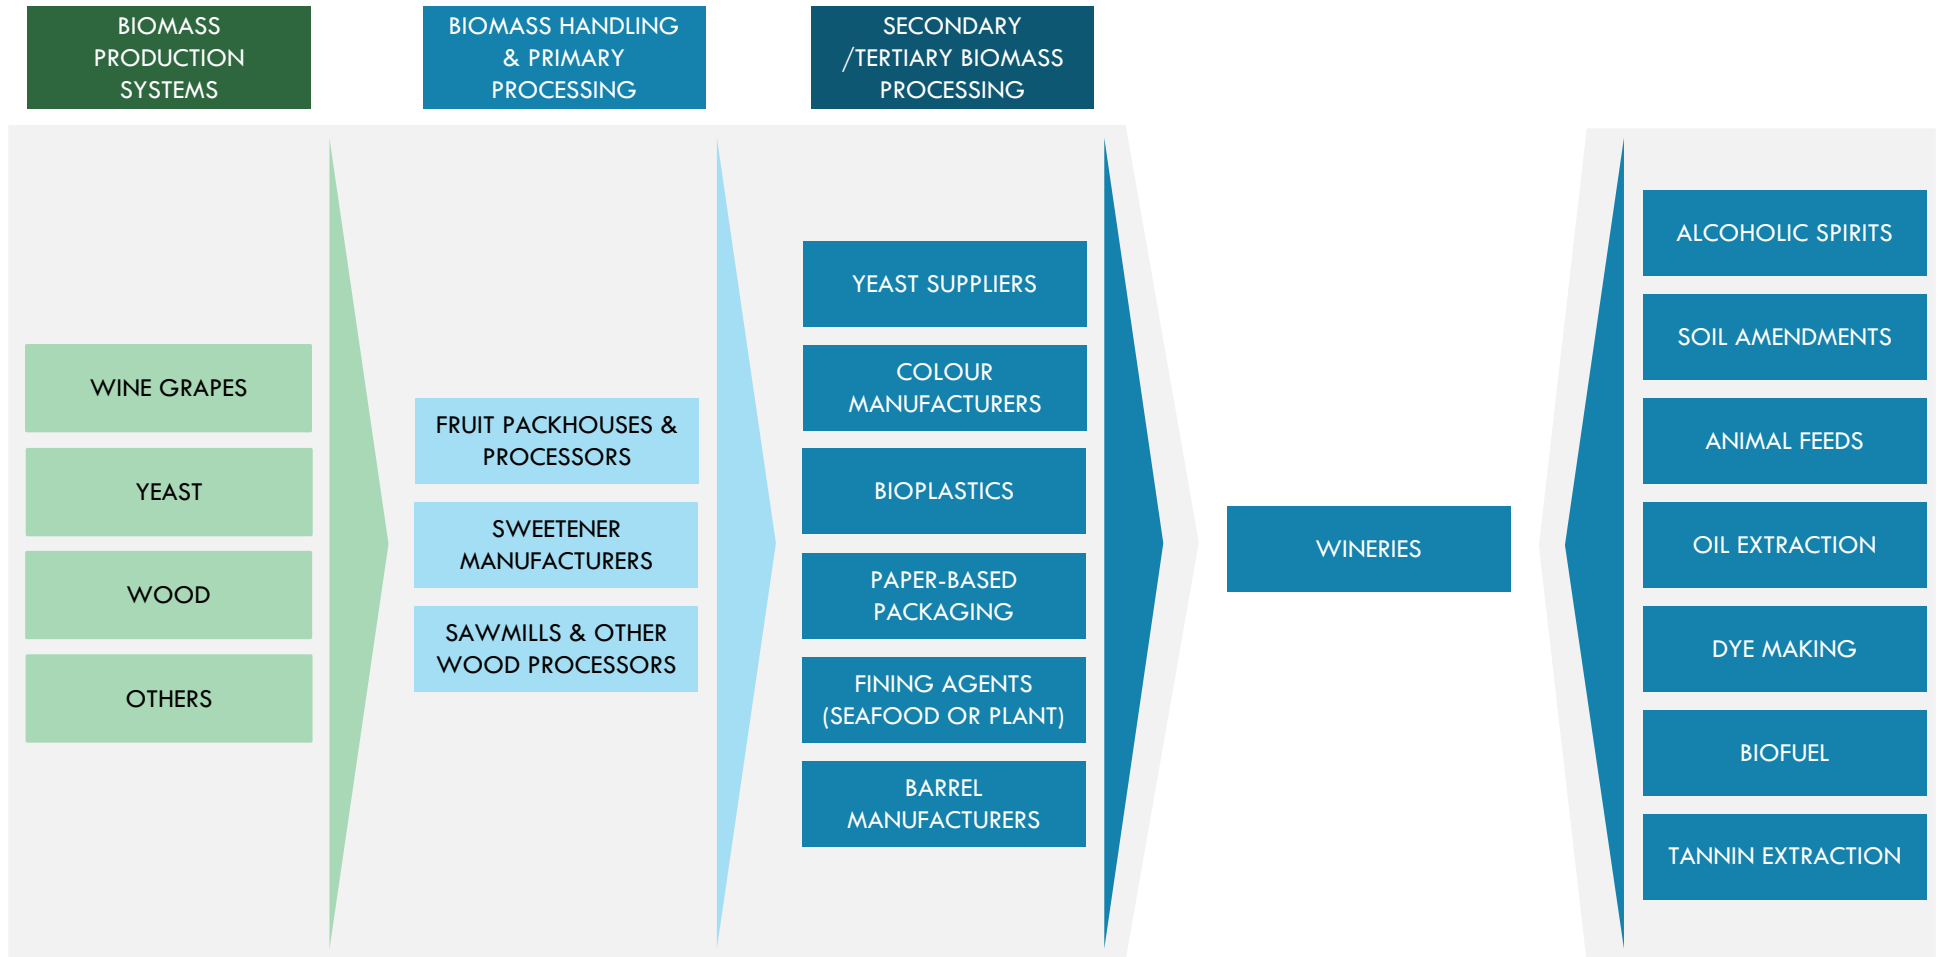 BIOMASS
PRODUCTION
SYSTEMS
BIOMASS HANDLING
& PRIMARY
PROCESSING
SECONDARY
/TERTIARY BIOMASS
PROCESSING
WINE GRAPES
YEAST
WOOD
OTHERS
FRUIT PACKHOUSES &
PROCESSORS
SWEETENER
MANUFACTURERS
SAWMILLS & OTHER
WOOD PROCESSORS
YEAST SUPPLIERS
COLOUR
MANUFACTURERS
BIOPLASTICS
PAPER-BASED
PACKAGING
FINING AGENTS
(SEAFOOD OR PLANT)
BARREL
MANUFACTURERS
WINERIES
ALCOHOLIC SPIRITS
SOIL AMENDMENTS
ANIMAL FEEDS
OIL EXTRACTION
DYE MAKING
BIOFUEL
TANNIN EXTRACTION